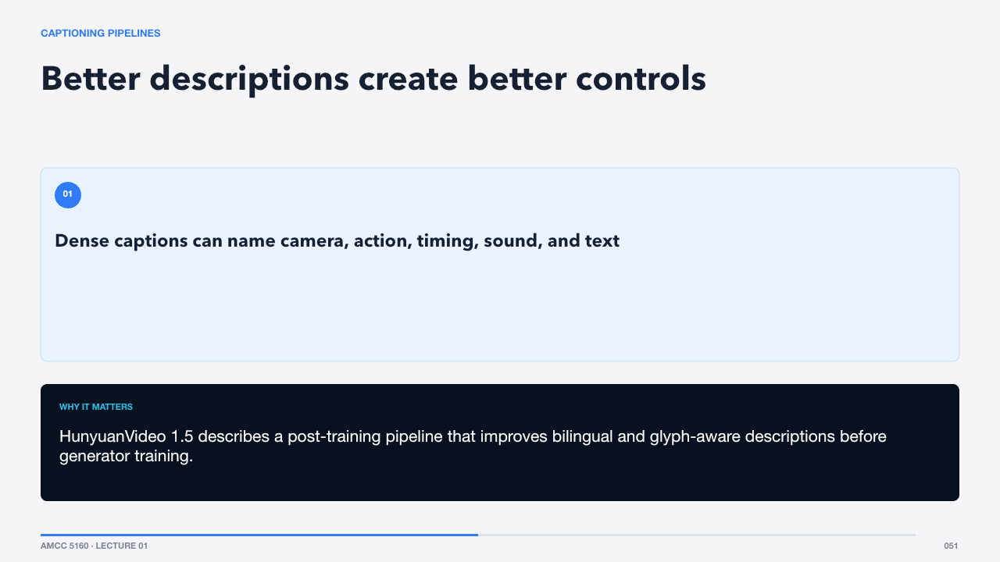 CAPTIONING PIPELINES
Better descriptions create better controls
01
Dense captions can name camera, action, timing, sound, and text
WHY IT MATTERS
HunyuanVideo 1.5 describes a post-training pipeline that improves bilingual and glyph-aware descriptions before
generator training.
AMCC 5160 · LECTURE 01
051